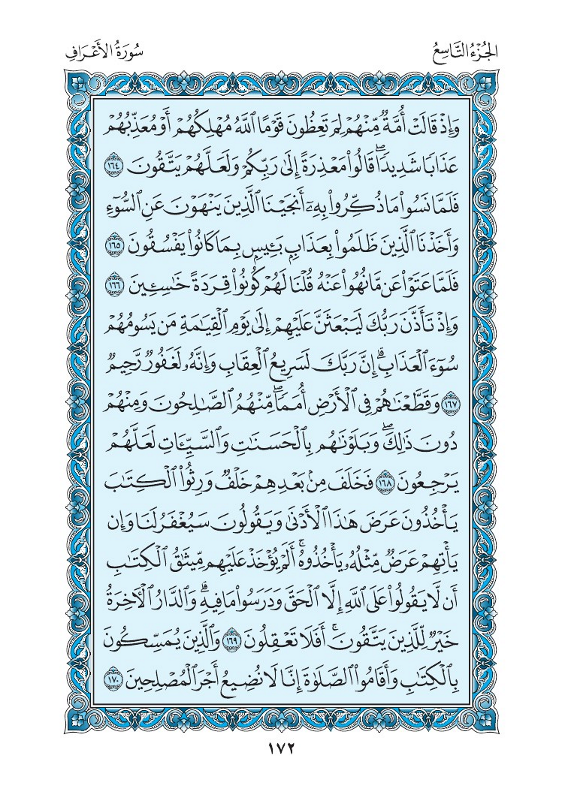 الجُزْءُ التَّاسِعُ
سُورَةُ الأَعْرَافِ
وَإِذْ قَالَتْ أُمَّةٌ مِّنْهُمْ لِمَ تَعِظُونَ قَوْمًا ٱللَّهُ مُهْلِكُهُمْ أَوْ مُعَذِّبُهُمْ
عَذَابًا شَدِيدًا ۖ قَالُوا۟ مَعْذِرَةً إِلَىٰ رَبِّكُمْ وَلَعَلَّهُمْ يَتَّقُونَ ١٦٤
فَلَمَّا نَسُوا۟ مَا ذُكِّرُوا۟ بِهِۦٓ أَنجَيْنَا ٱلَّذِينَ يَنْهَوْنَ عَنِ ٱلسُّوٓءِ
وَأَخَذْنَا ٱلَّذِينَ ظَلَمُوا۟ بِعَذَابٍۭ بَـِٔيسٍۭ بِمَا كَانُوا۟ يَفْسُقُونَ ١٦٥
فَلَمَّا عَتَوْا۟ عَن مَّا نُهُوا۟ عَنْهُ قُلْنَا لَهُمْ كُونُوا۟ قِرَدَةً خَـٰسِـِٔينَ ١٦٦
وَإِذْ تَأَذَّنَ رَبُّكَ لَيَبْعَثَنَّ عَلَيْهِمْ إِلَىٰ يَوْمِ ٱلْقِيَـٰمَةِ مَن يَسُومُهُمْ
سُوٓءَ ٱلْعَذَابِ ۗ إِنَّ رَبَّكَ لَسَرِيعُ ٱلْعِقَابِ ۖ وَإِنَّهُۥ لَغَفُورٌ رَّحِيمٌ
١٦٧ وَقَطَّعْنَـٰهُمْ فِى ٱلْأَرْضِ أُمَمًا ۖ مِّنْهُمُ ٱلصَّـٰلِحُونَ وَمِنْهُمْ
دُونَ ذَٰلِكَ ۖ وَبَلَوْنَـٰهُم بِٱلْحَسَنَـٰتِ وَٱلسَّيِّـَٔاتِ لَعَلَّهُمْ
يَرْجِعُونَ ١٦٨ فَخَلَفَ مِنۢ بَعْدِهِمْ خَلْفٌ وَرِثُوا۟ ٱلْكِتَـٰبَ
يَأْخُذُونَ عَرَضَ هَـٰذَا ٱلْأَدْنَىٰ وَيَقُولُونَ سَيُغْفَرُ لَنَا وَإِن
يَأْتِهِمْ عَرَضٌ مِّثْلُهُۥ يَأْخُذُوهُ ۚ أَلَمْ يُؤْخَذْ عَلَيْهِم مِّيثَـٰقُ ٱلْكِتَـٰبِ
أَن لَّا يَقُولُوا۟ عَلَى ٱللَّهِ إِلَّا ٱلْحَقَّ وَدَرَسُوا۟ مَا فِيهِ ۗ وَٱلدَّارُ ٱلْـَٔاخِرَةُ
خَيْرٌ لِّلَّذِينَ يَتَّقُونَ ۗ أَفَلَا تَعْقِلُونَ ١٦٩ وَٱلَّذِينَ يُمَسِّكُونَ
بِٱلْكِتَـٰبِ وَأَقَامُوا۟ ٱلصَّلَوٰةَ إِنَّا لَا نُضِيعُ أَجْرَ ٱلْمُصْلِحِينَ ١٧٠
١٧٢